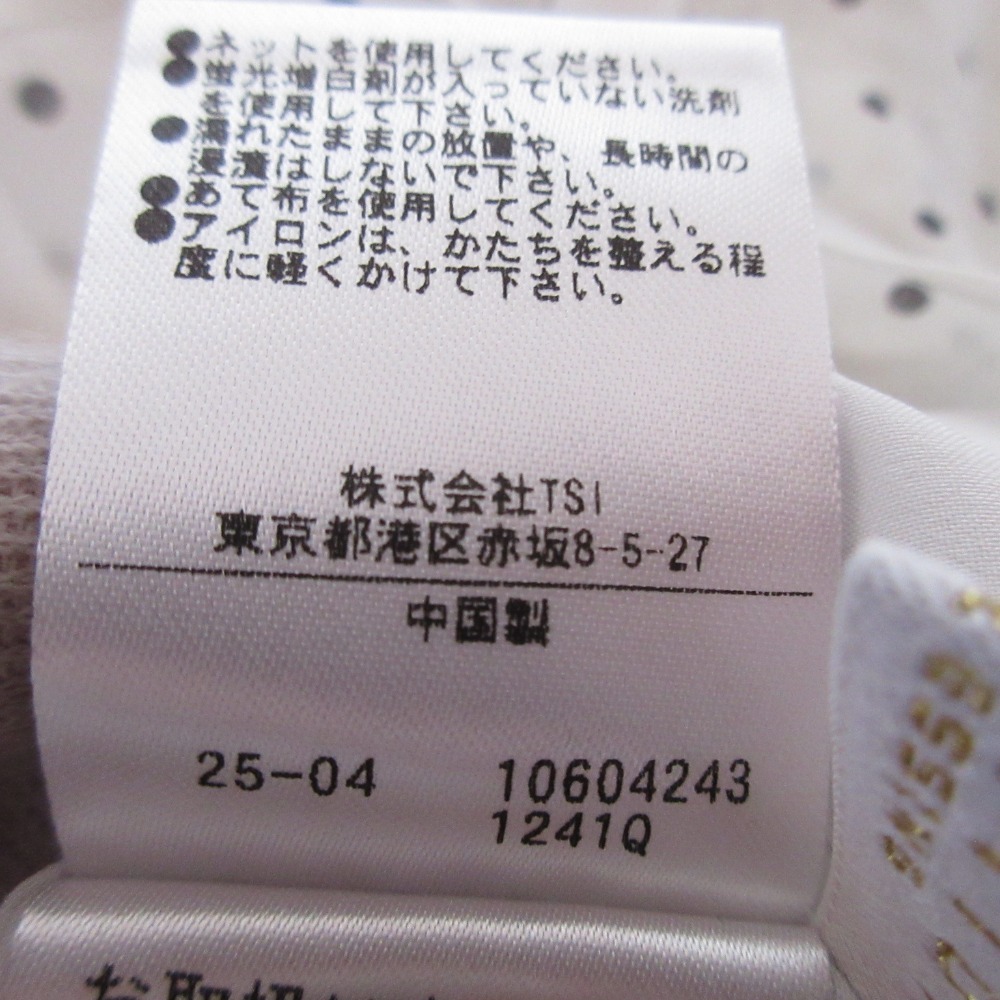 ●ネットを使用してください。
●蛍光増白剤が入っていない洗剤
を使用して下さい。
●濡れたままの放置や、長時間の
浸漬はしないで下さい。
●あて布を使用してください。
●アイロンは、かたちを整える程
度に軽くかけて下さい。
株式会社TSI
東京都港区赤坂8-5-27
中国製
25-04 10604243
1241Q